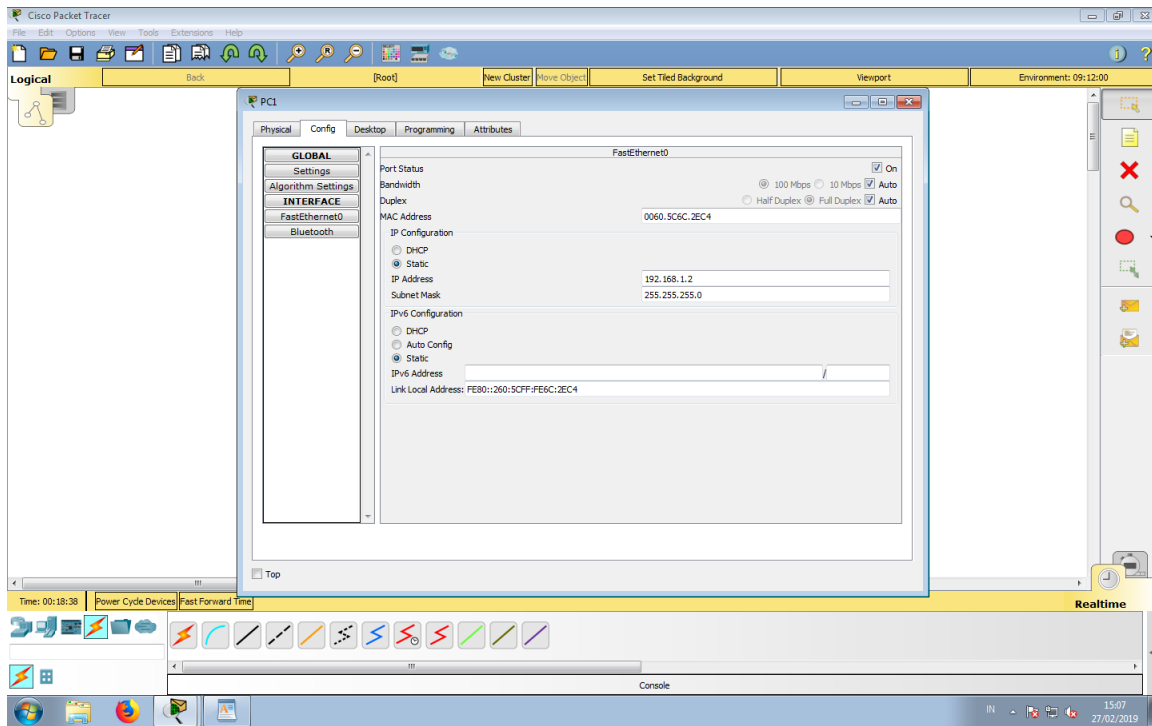 Cisco Packet Tracer
File Edit Options View Tools Extensions Help
Logical Back [Root] New Cluster Move Object Set Tiled Background Viewport Environment: 09:12:00
PC1
Physical Config Desktop Programming Attributes
GLOBAL
Settings
Algorithm Settings
INTERFACE
FastEthernet0
Bluetooth
FastEthernet0
Port Status On
Bandwidth 100 Mbps 10 Mbps Auto
Duplex Half Duplex Full Duplex Auto
MAC Address 0060.5C6C.2EC4
IP Configuration
DHCP
Static
IP Address 192.168.1.2
Subnet Mask 255.255.255.0
IPv6 Configuration
DHCP
Auto Config
Static
IPv6 Address /
Link Local Address: FE80::260:5CFF:FE6C:2EC4
Top
Time: 00:18:38 Power Cycle Devices Fast Forward Time Realtime
Console
IN 15:07
27/02/2019